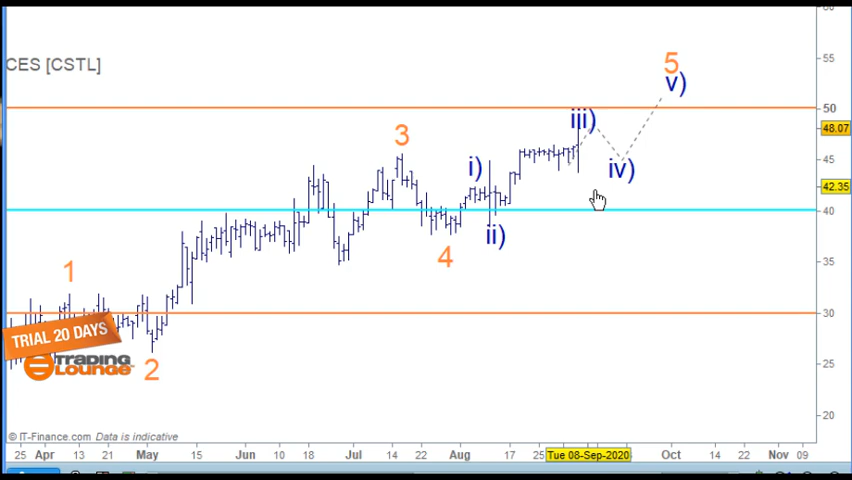 CES [CSTL]
55
50
48.07
45
42.35
40
35
30
25
20
5
v)
iii)
iv)
3
i)
ii)
4
1
2
TRIAL 20 DAYS
TRADING
LOUNGE
© IT-Finance.com Data is indicative
25 Apr 13 21 May 15 Jun 10 18 Jul 14 22 Aug 17 25 Tue 08-Sep-2020 Oct 14 22 Nov 09